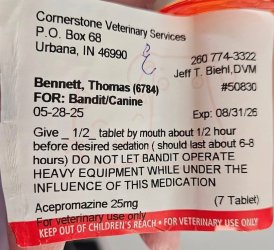 Cornerstone Veterinary Services
P.O. Box 68
Urbana, IN 46990
260 774-3322
Jeff T. Biehl,DVM
Bennett, Thomas (6784) #50830
FOR: Bandit/Canine
05-28-25 Exp: 08/31/26
Give _ 1/2_ tablet by mouth about 1/2 hour
before desired sedation ( should last about 6-8
hours) DO NOT LET BANDIT OPERATE
HEAVY EQUIPMENT WHILE UNDER THE
INFLUENCE OF THIS MEDICATION
Acepromazine 25mg (7 Tablet)
For veterinary use only
KEEP OUT OF CHILDREN'S REACH • FOR VETERINARY USE ONLY